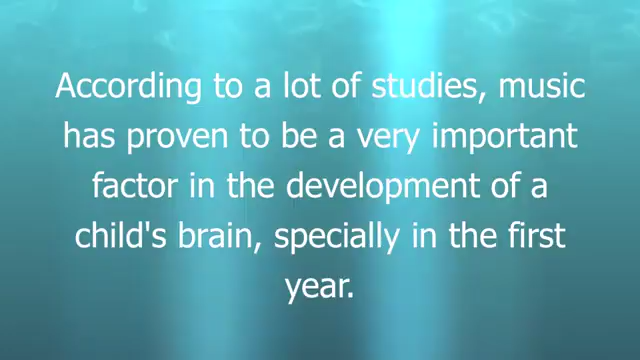 According to a lot of studies, music
has proven to be a very important
factor in the development of a
child's brain, specially in the first
year.